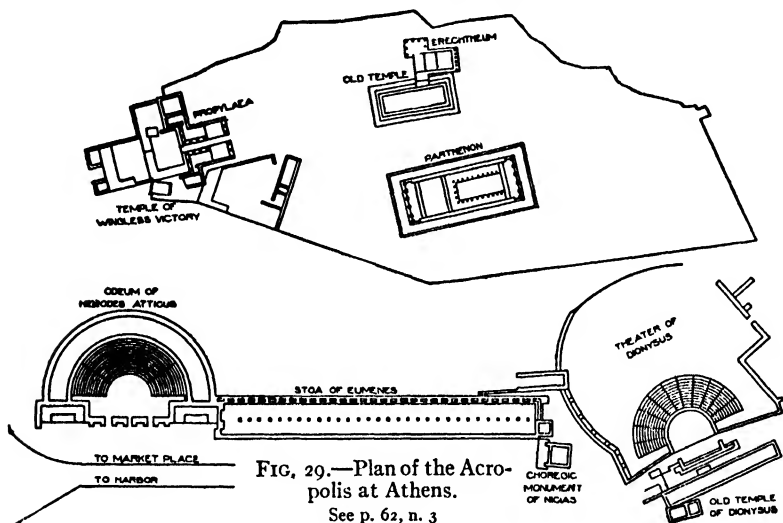 ERECHTHEUM
OLD TEMPLE
PROPYLAEA
PARTHENON
TEMPLE OF
WINGLESS VICTORY
ODEUM OF
HERODES ATTICUS
THEATER OF
DIONYSUS
STOA OF EUMENES
TO MARKET PLACE
TO HARBOR
CHOREGIC
MONUMENT
OF NICIAS
OLD TEMPLE
OF DIONYSUS
FIG. 29.—Plan of the Acro-
polis at Athens.
See p. 62, n. 3